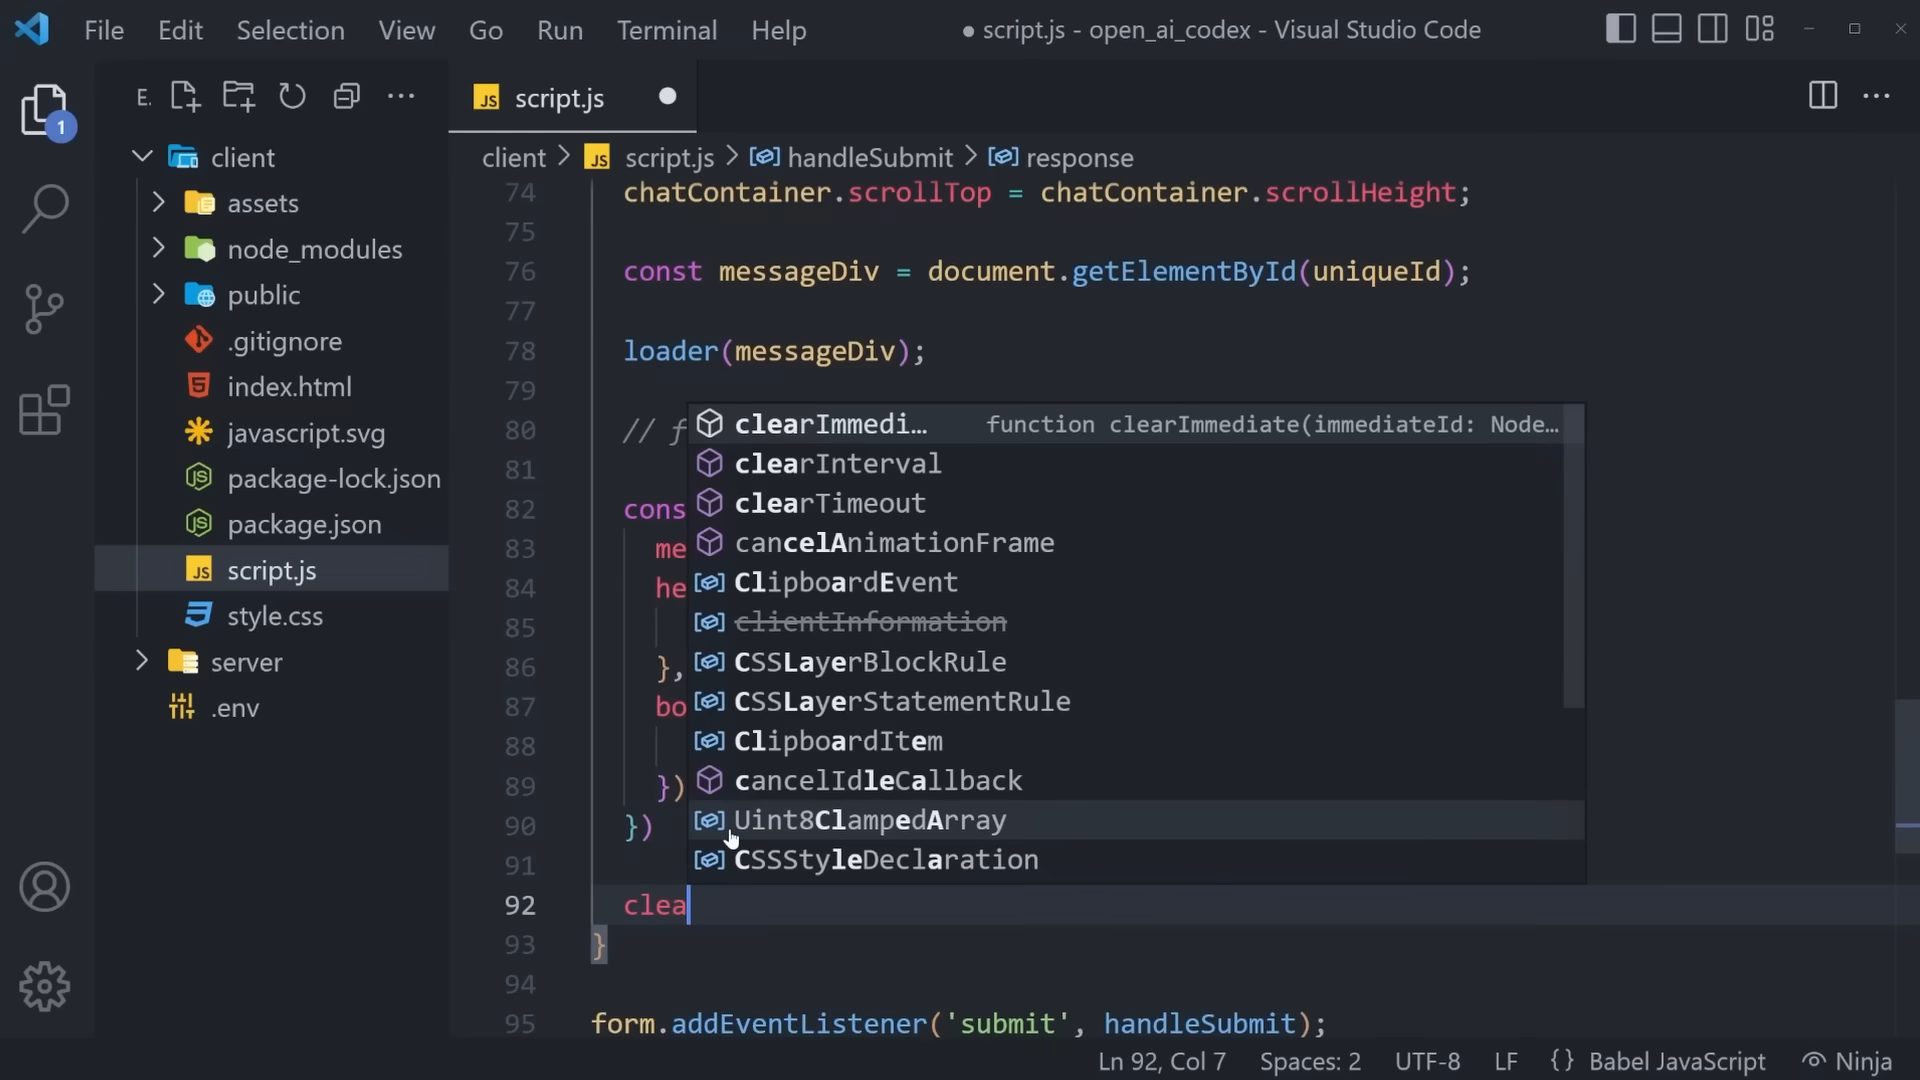 File Edit Selection View Go Run Terminal Help ● script.js - open_ai_codex - Visual Studio Code
E.
JS script.js
1
client > JS script.js > handleSubmit > response
client
assets
node_modules
public
.gitignore
index.html
javascript.svg
package-lock.json
package.json
JS script.js
style.css
server
.env
74 chatContainer.scrollTop = chatContainer.scrollHeight;
75
76 const messageDiv = document.getElementById(uniqueId);
77
78 loader(messageDiv);
79
80 // f
81
82 cons
83 me
84 he
85
86 },
87 bo
88
89 })
90 })
91
92 clea
93 }
94
95 form.addEventListener('submit', handleSubmit);
clearImmedi… function clearImmediate(immediateId: Node…
clearInterval
clearTimeout
cancelAnimationFrame
ClipboardEvent
clientInformation
CSSLayerBlockRule
CSSLayerStatementRule
ClipboardItem
cancelIdleCallback
Uint8ClampedArray
CSSStyleDeclaration
Ln 92, Col 7 Spaces: 2 UTF-8 LF {} Babel JavaScript Ninja